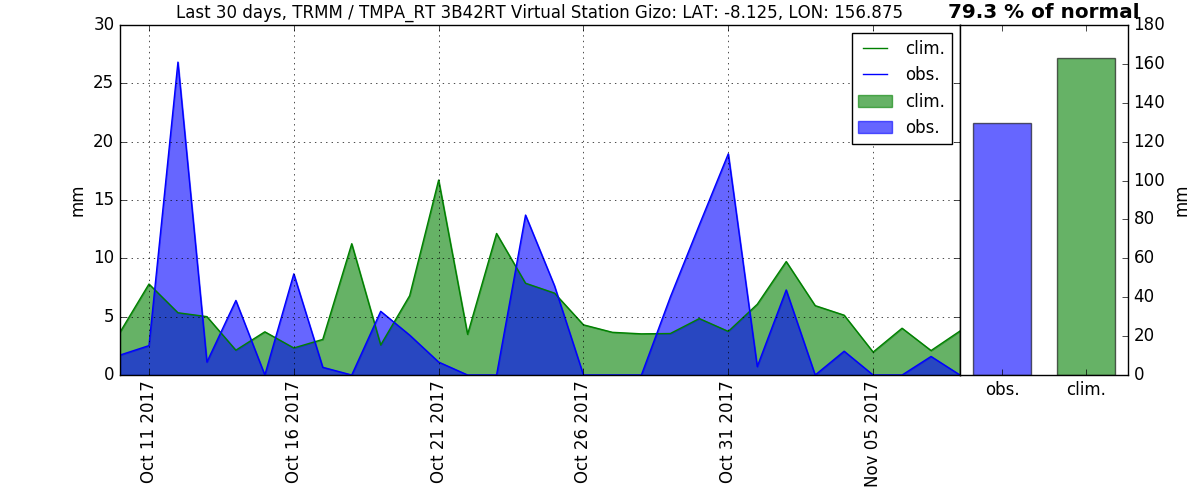 Last 30 days, TRMM / TMPA_RT 3B42RT Virtual Station Gizo: LAT: -8.125, LON: 156.875
79.3 % of normal
30
25
20
15
10
5
0
mm
clim.
obs.
clim.
obs.
180
160
140
120
100
80
60
40
20
0
mm
Oct 11 2017
Oct 16 2017
Oct 21 2017
Oct 26 2017
Oct 31 2017
Nov 05 2017
obs.
clim.